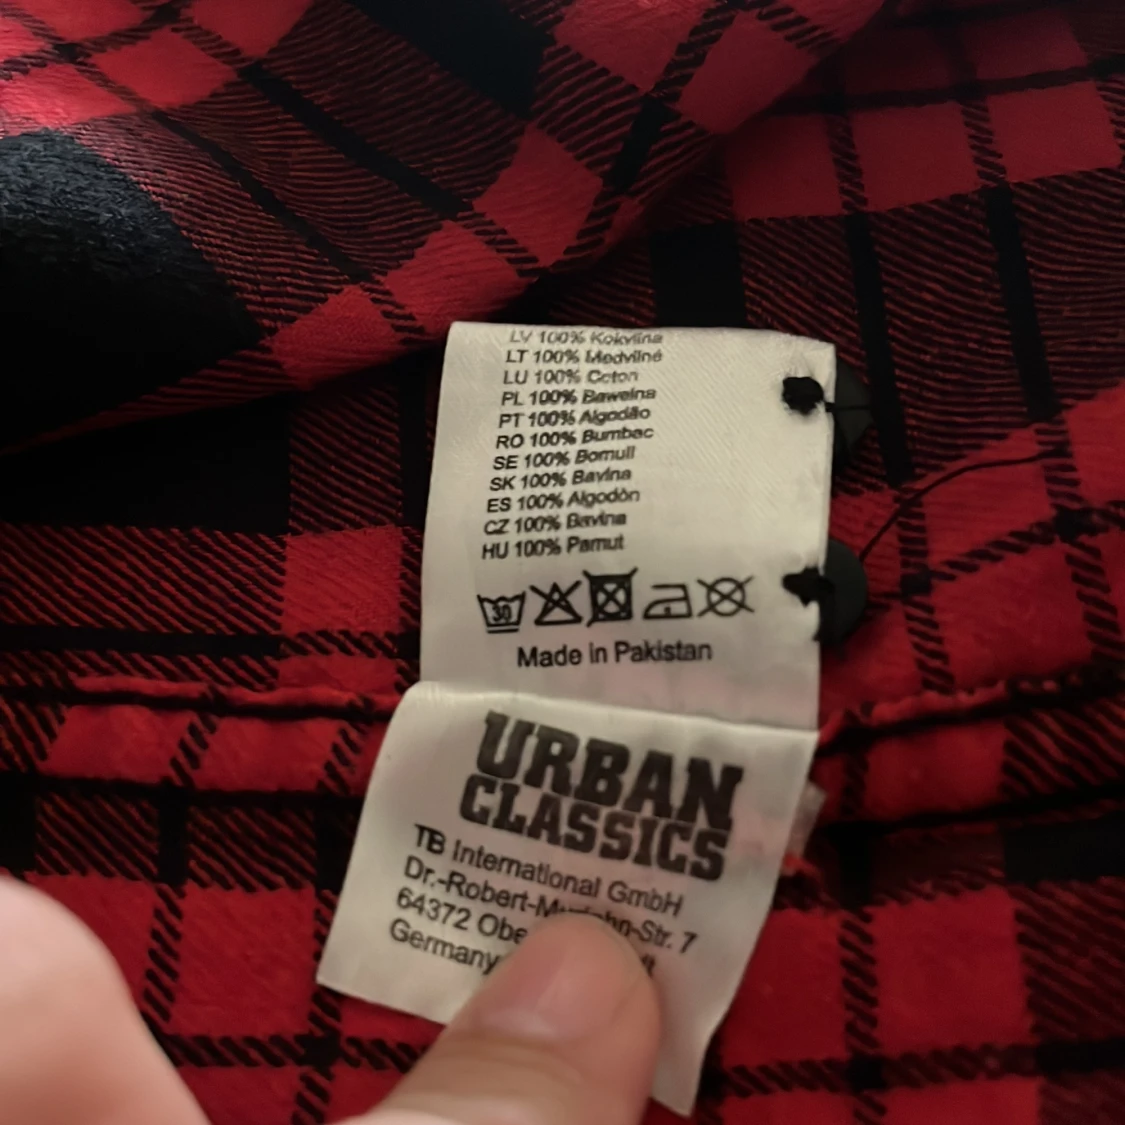 LV 100% Kokvilna
LT 100% Medvilnė
LU 100% Coton
PL 100% Bawełna
PT 100% Algodão
RO 100% Bumbac
SE 100% Bomull
SK 100% Bavlna
ES 100% Algodòn
CZ 100% Bavlna
HU 100% Pamut
30
Made in Pakistan
URBAN
CLASSICS
TB International GmbH
Dr.-Robert- -Str. 7
64372
Germany